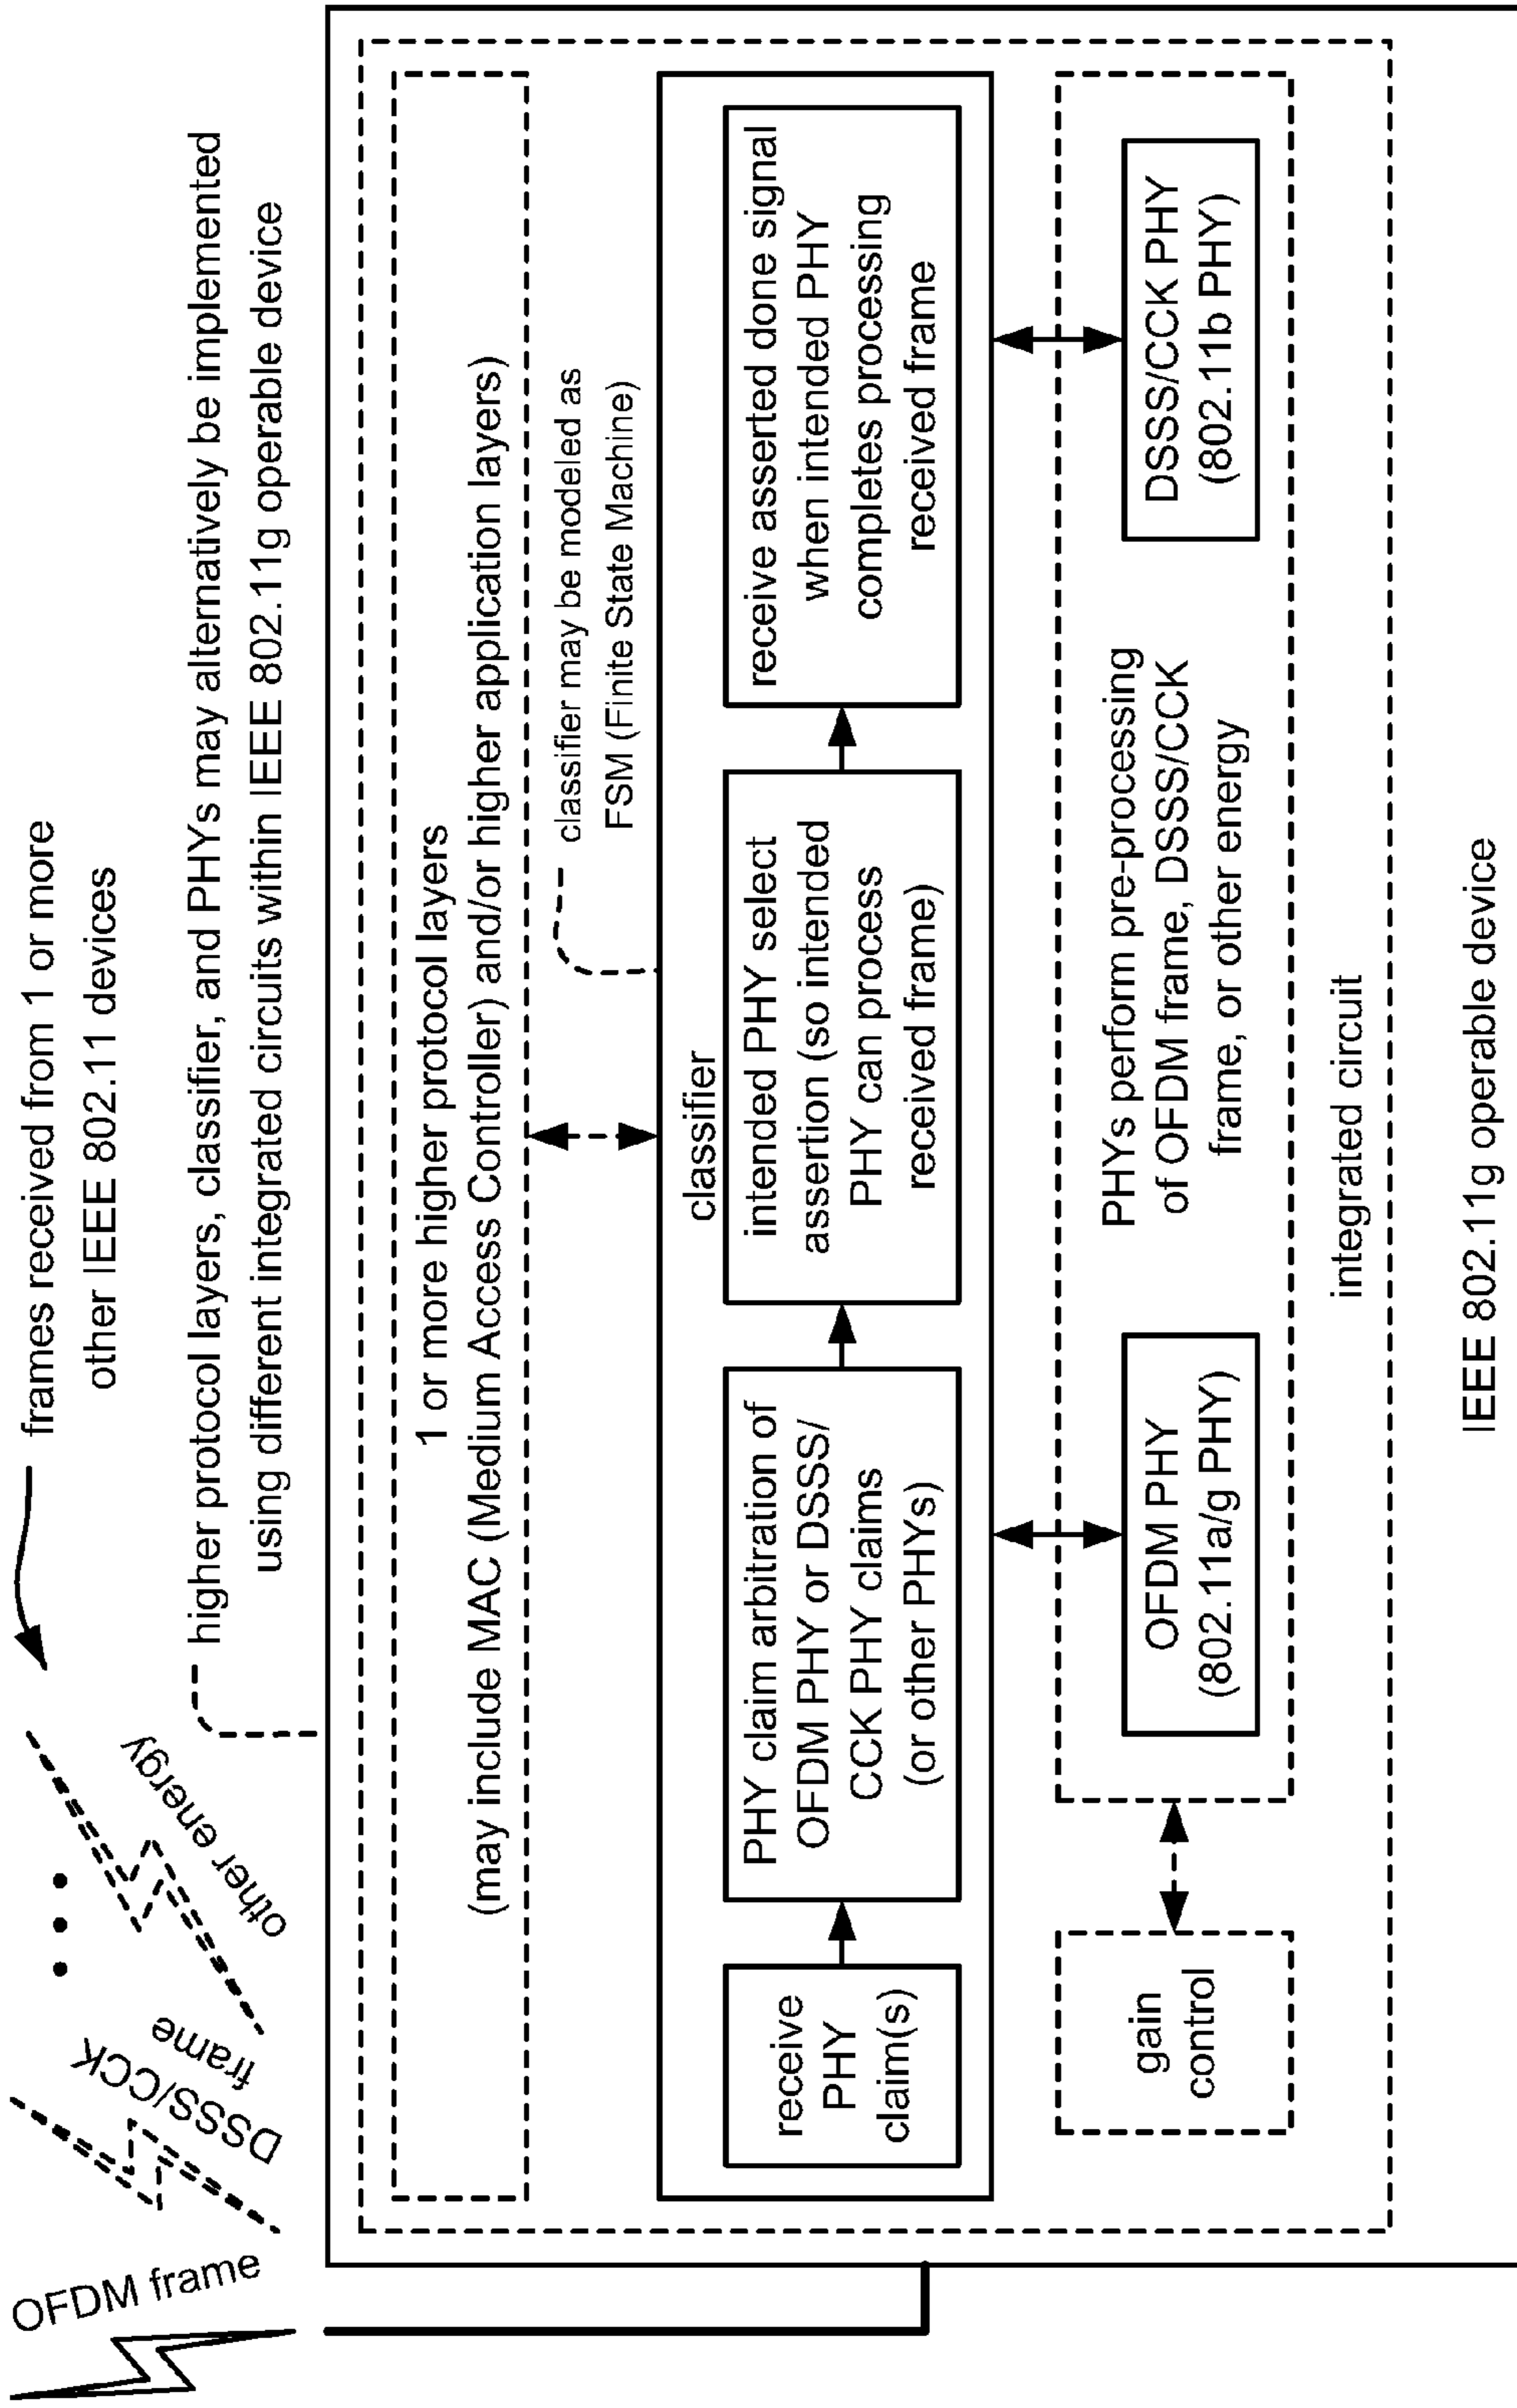 frames received from 1 or more
other IEEE 802.11 devices
OFDM frame
DSSS/CCK
frame
other energy
higher protocol layers, classifier, and PHYs may alternatively be implemented
using different integrated circuits within IEEE 802.11g operable device
1 or more higher protocol layers
(may include MAC (Medium Access Controller) and/or higher application layers)
classifier may be modeled as
FSM (Finite State Machine)
classifier
receive
PHY
claim(s)
PHY claim arbitration of
OFDM PHY or DSSS/
CCK PHY claims
(or other PHYs)
intended PHY select
assertion (so intended
PHY can process
received frame)
receive asserted done signal
when intended PHY
completes processing
received frame
gain
control
OFDM PHY
(802.11a/g PHY)
PHYs perform pre-processing
of OFDM frame, DSSS/CCK
frame, or other energy
DSSS/CCK PHY
(802.11b PHY)
integrated circuit
IEEE 802.11g operable device